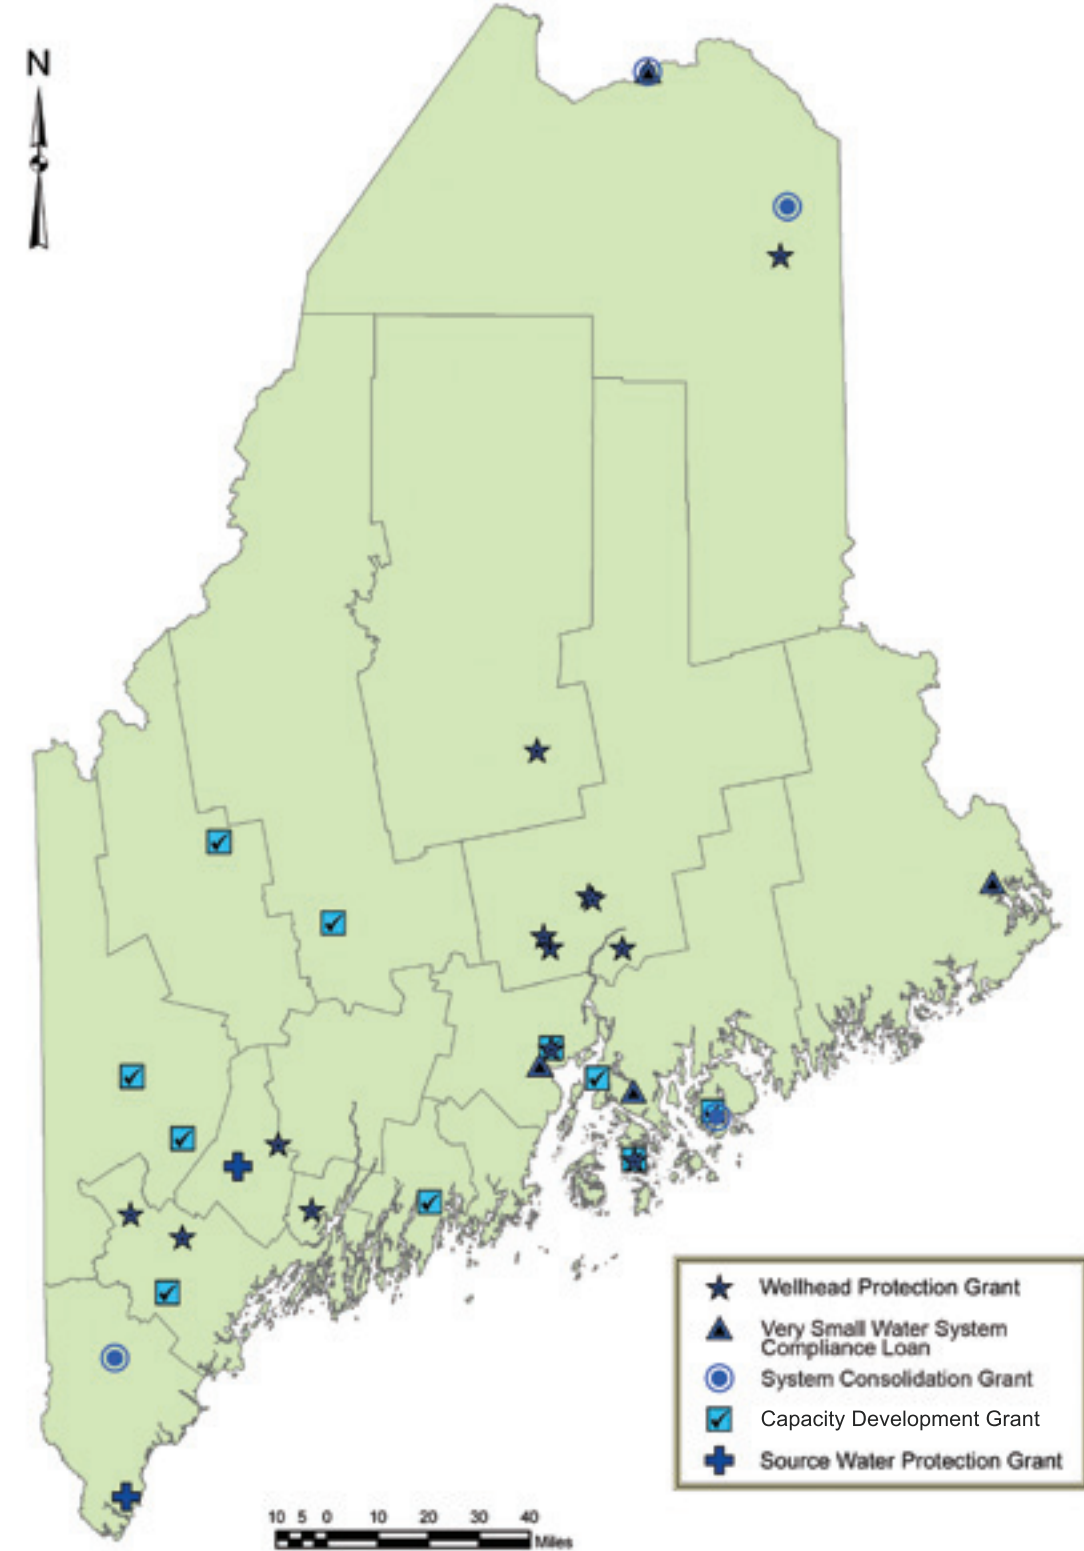 N
Wellhead Protection Grant
Very Small Water System
Compliance Loan
System Consolidation Grant
Capacity Development Grant
Source Water Protection Grant
10 5 0 10 20 30 40
Miles